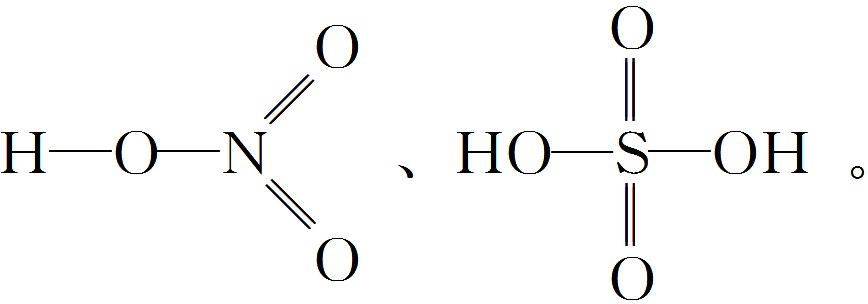 O O
H—O—N 、 HO—S—OH 。
O O